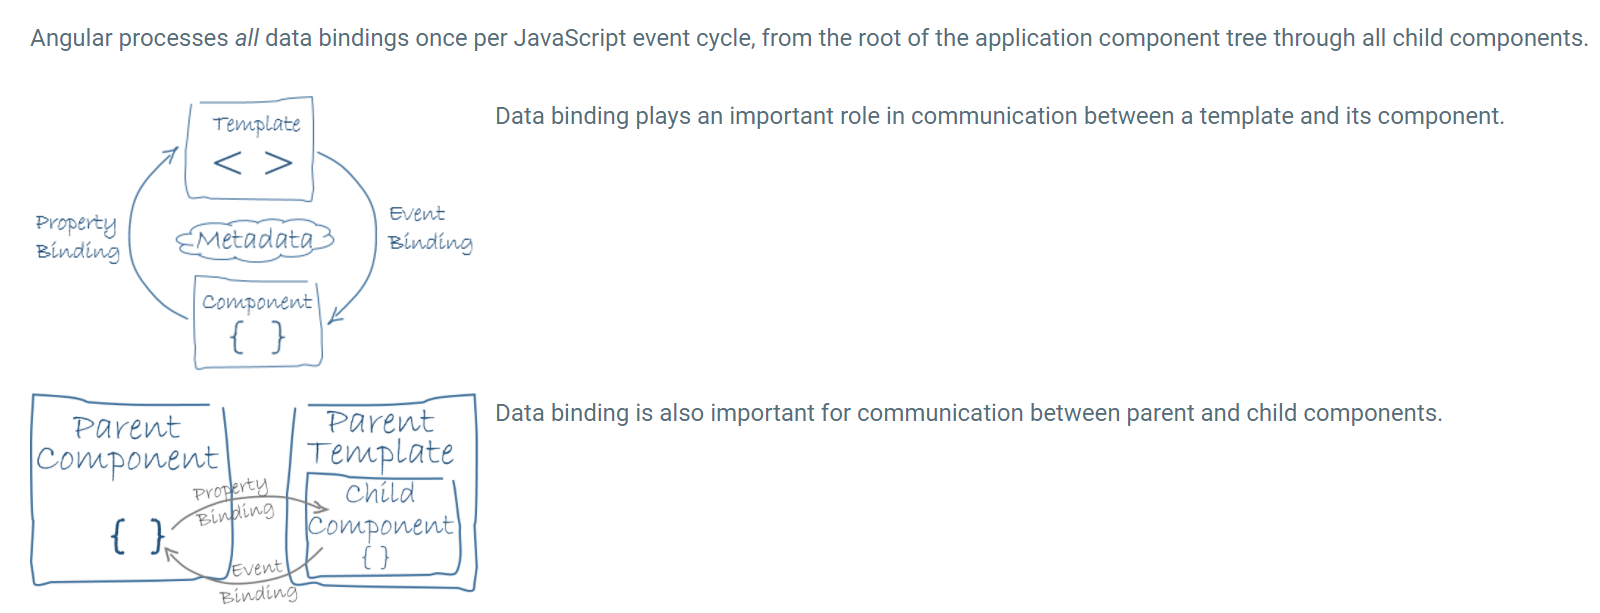 Angular processes all data bindings once per JavaScript event cycle, from the root of the application component tree through all child components.
Template
< >
Property
Binding
Metadata
Event
Binding
Component
{ }
Data binding plays an important role in communication between a template and its component.
Parent
Component
{ }
Property
Binding
Event
Binding
Parent
Template
Child
Component
{ }
Data binding is also important for communication between parent and child components.